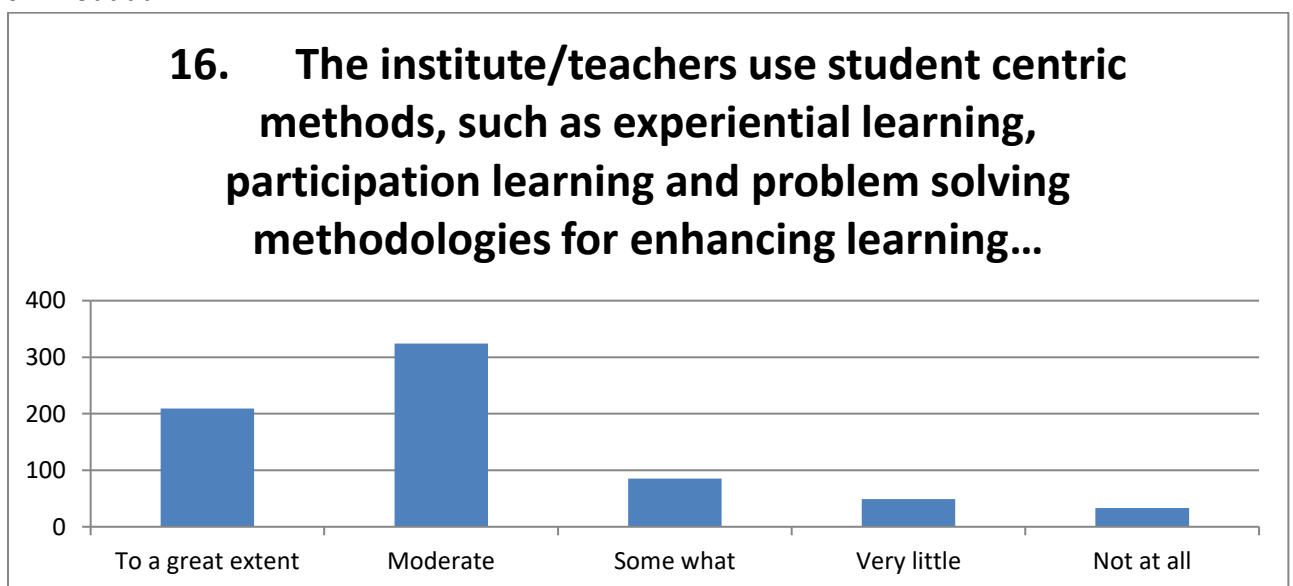 16. The institute/teachers use student centric
methods, such as experiential learning,
participation learning and problem solving
methodologies for enhancing learning…
400
300
200
100
0
To a great extent Moderate Some what Very little Not at all